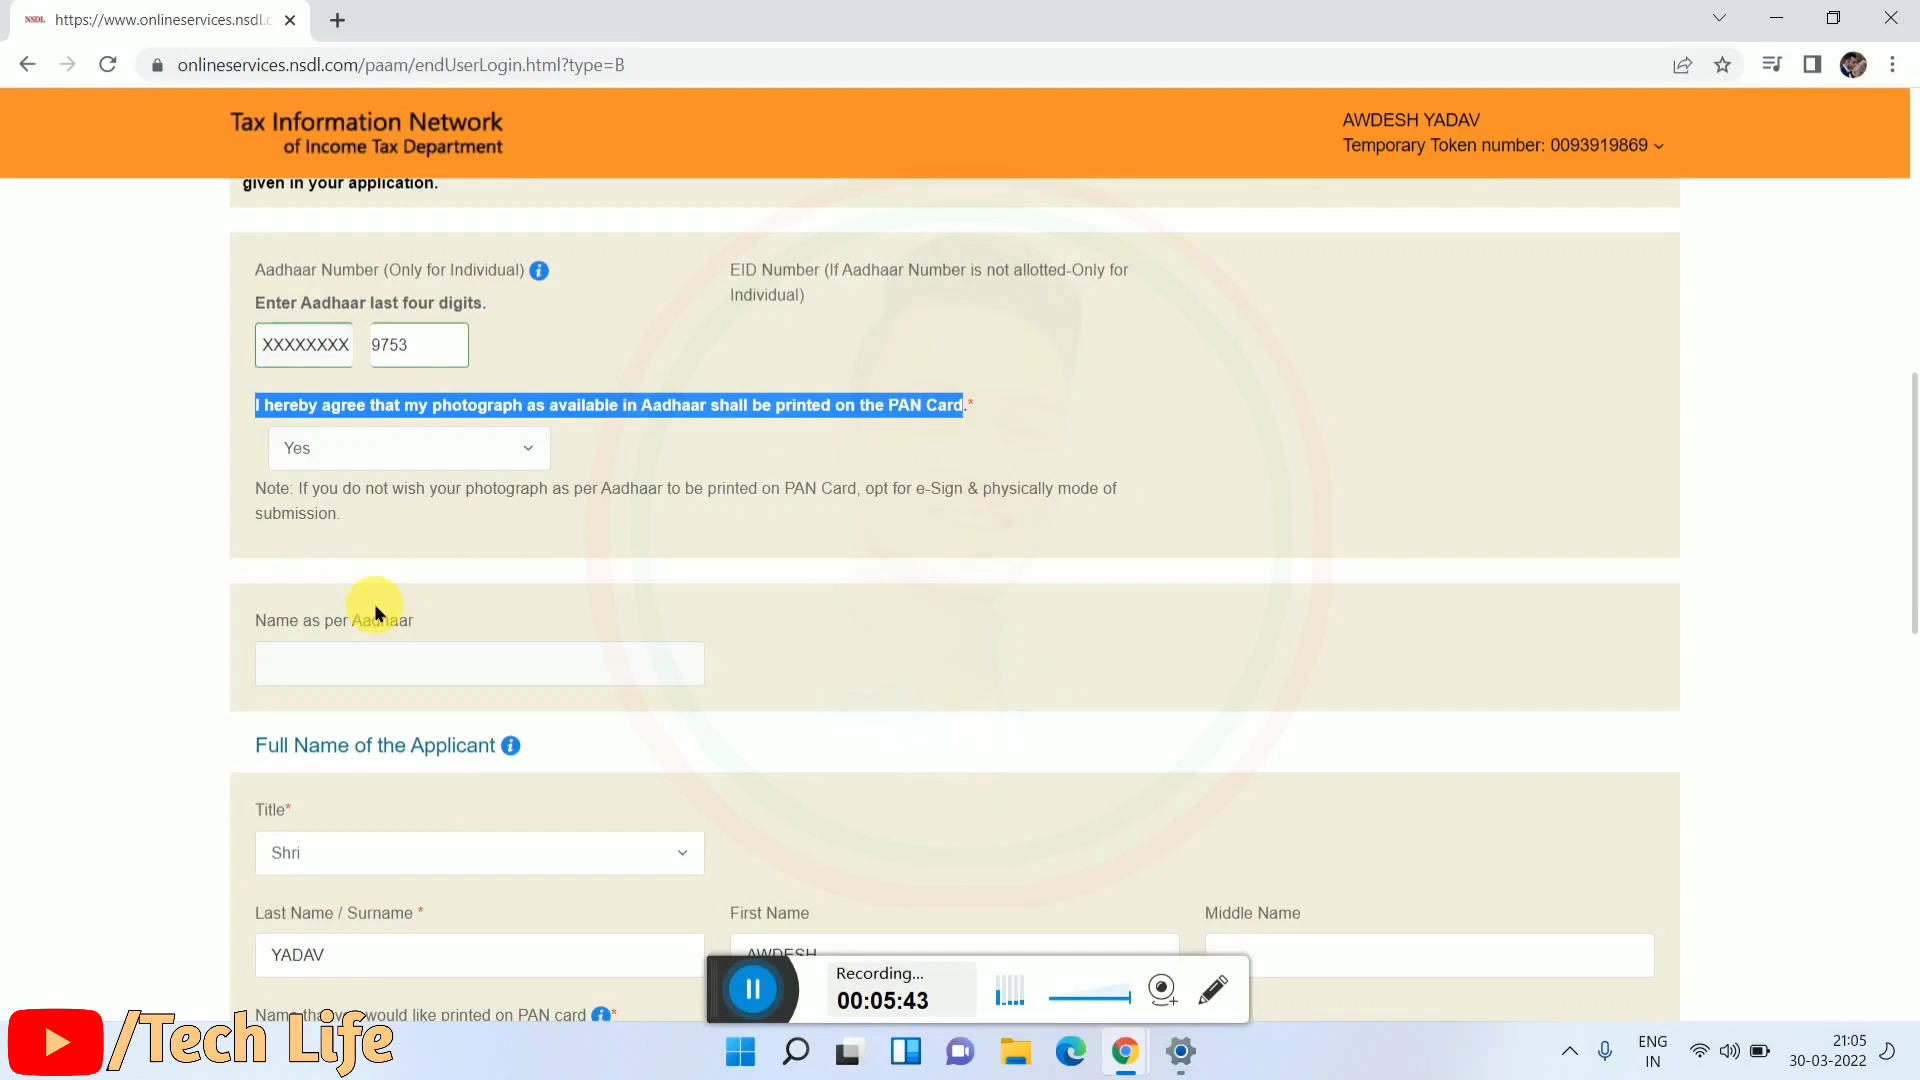 NSDL https://www.onlineservices.nsdl.c
onlineservices.nsdl.com/paam/endUserLogin.html?type=B
Tax Information Network
of Income Tax Department
AWDESH YADAV
Temporary Token number: 0093919869
given in your application.
Aadhaar Number (Only for Individual)
EID Number (If Aadhaar Number is not allotted-Only for
Individual)
Enter Aadhaar last four digits.
XXXXXXXX 9753
I hereby agree that my photograph as available in Aadhaar shall be printed on the PAN Card.*
Yes
Note: If you do not wish your photograph as per Aadhaar to be printed on PAN Card, opt for e-Sign & physically mode of
submission.
Name as per Aadhaar
Full Name of the Applicant
Title*
Shri
Last Name / Surname *
First Name
Middle Name
YADAV
AWDESH
Name that you would like printed on PAN card *
Recording...
00:05:43
/Tech Life
ENG
IN
21:05
30-03-2022